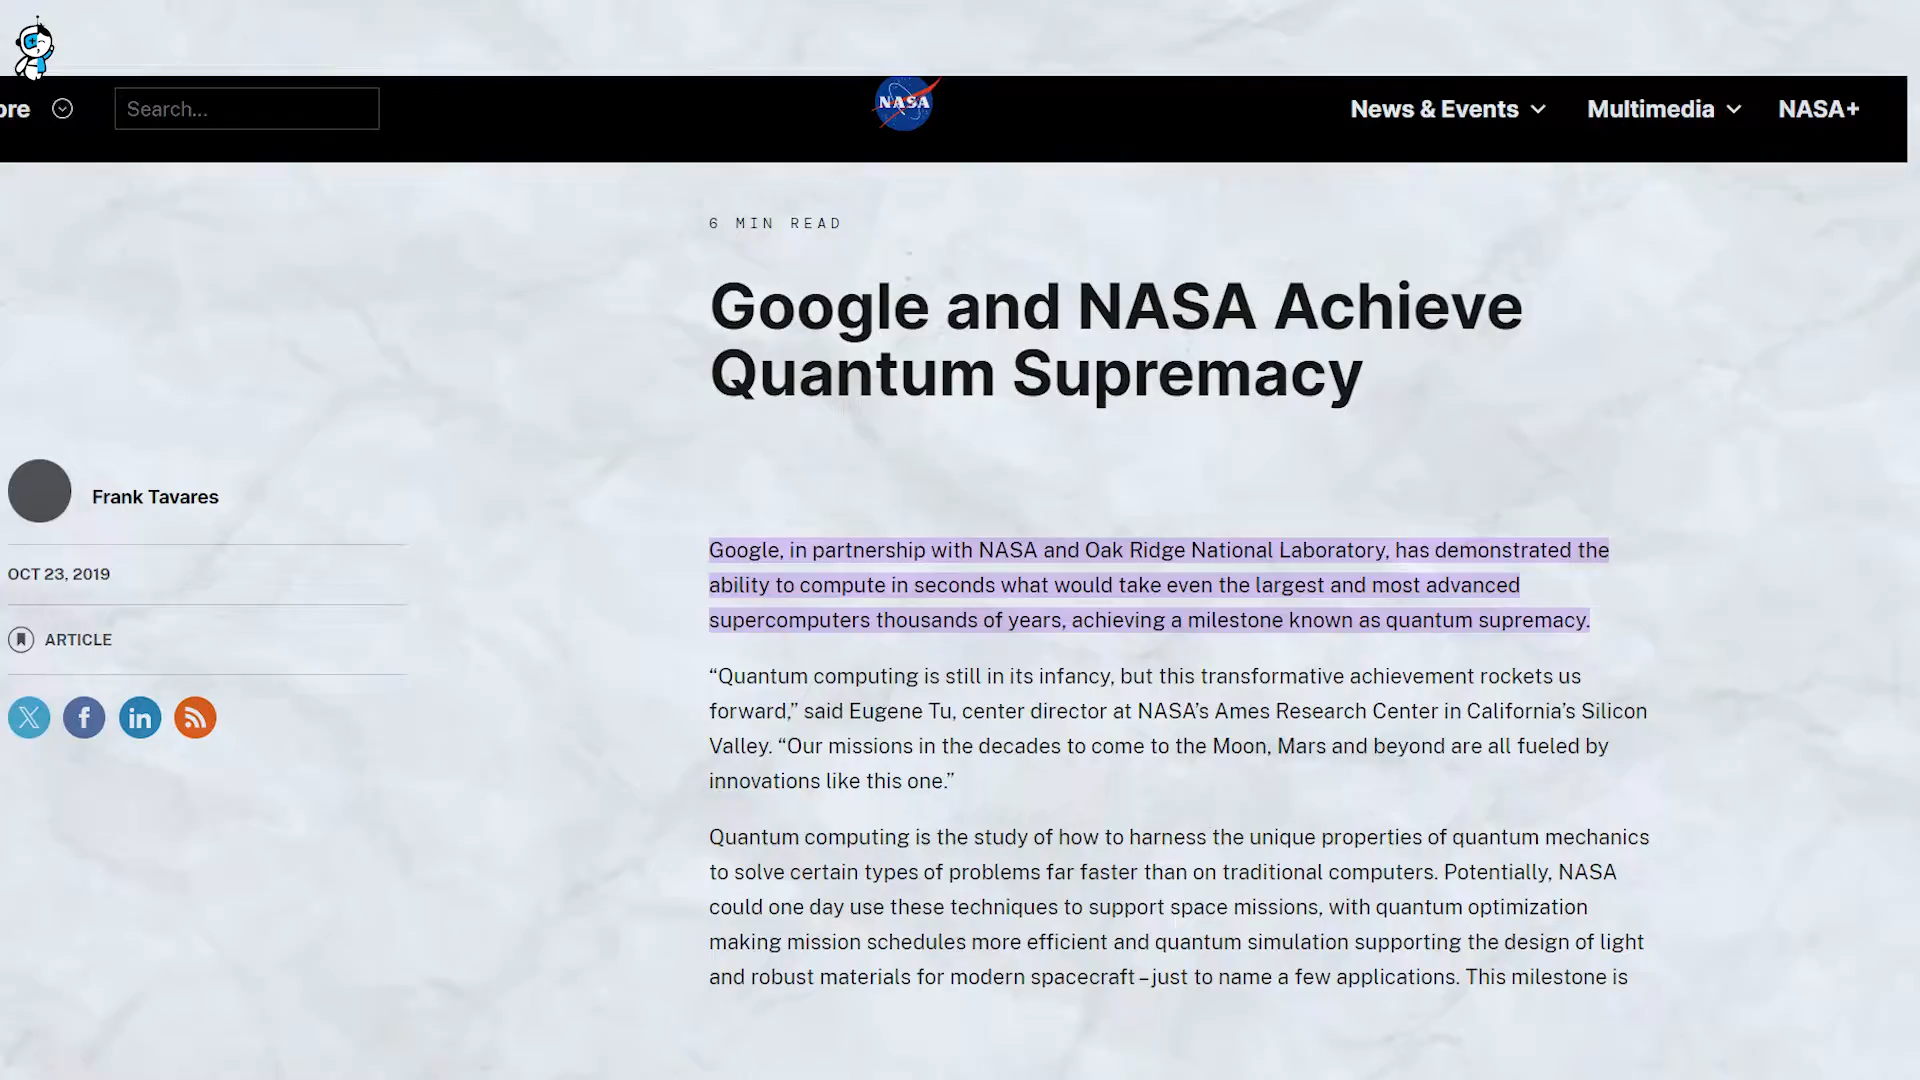 ore
Search...
NASA
News & Events
Multimedia
NASA+
6 MIN READ
Google and NASA Achieve
Quantum Supremacy
Frank Tavares
OCT 23, 2019
ARTICLE
Google, in partnership with NASA and Oak Ridge National Laboratory, has demonstrated the
ability to compute in seconds what would take even the largest and most advanced
supercomputers thousands of years, achieving a milestone known as quantum supremacy.
“Quantum computing is still in its infancy, but this transformative achievement rockets us
forward,” said Eugene Tu, center director at NASA’s Ames Research Center in California’s Silicon
Valley. “Our missions in the decades to come to the Moon, Mars and beyond are all fueled by
innovations like this one.”
Quantum computing is the study of how to harness the unique properties of quantum mechanics
to solve certain types of problems far faster than on traditional computers. Potentially, NASA
could one day use these techniques to support space missions, with quantum optimization
making mission schedules more efficient and quantum simulation supporting the design of light
and robust materials for modern spacecraft – just to name a few applications. This milestone is